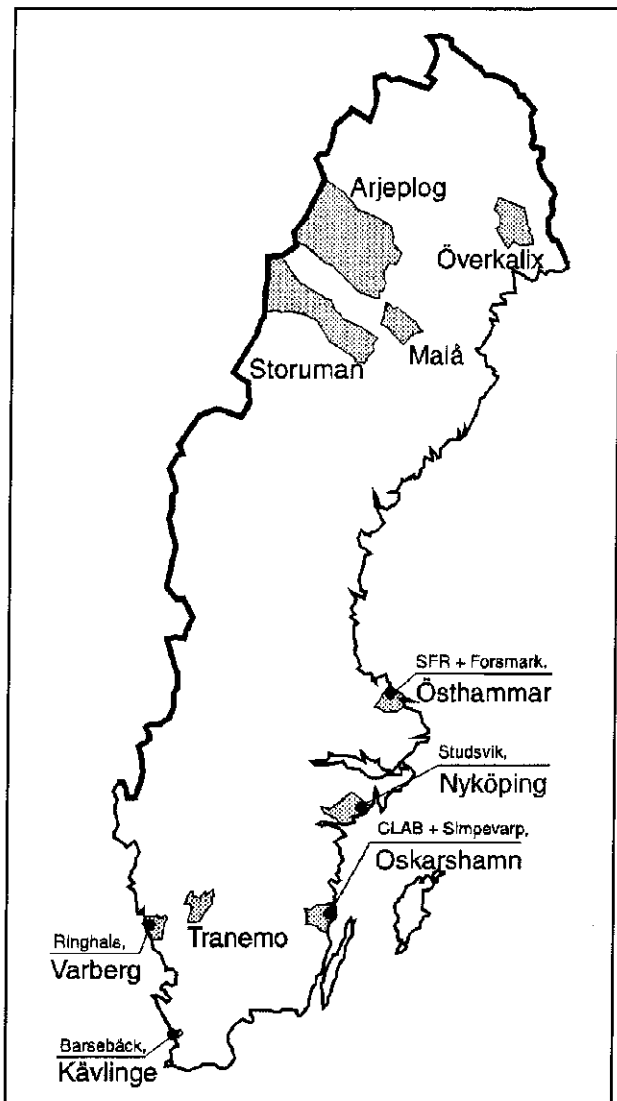 Arjeplog
Överkalix
Malå
Storuman
SFR + Forsmark,
Östhammar
Studsvik,
Nyköping
CLAB + Simpevarp,
Oskarshamn
Tranemo
Ringhals,
Varberg
Barsebäck,
Kävlinge